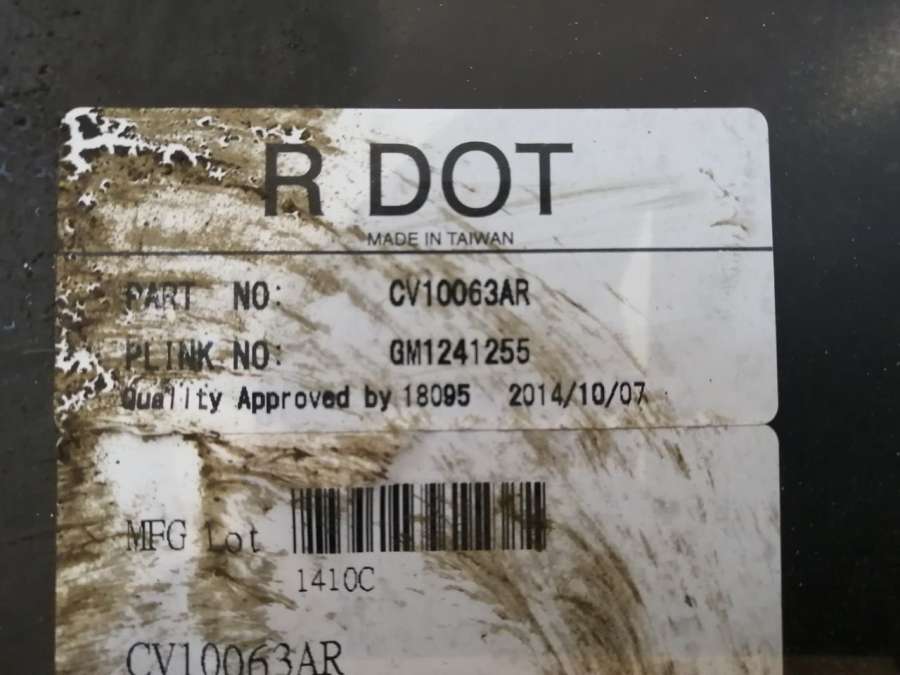 R DOT
MADE IN TAIWAN
PART NO: CV10063AR
PLINK NO: GM1241255
Quality Approved by 18095 2014/10/07
MFG Lot
1410C
CV10063AR